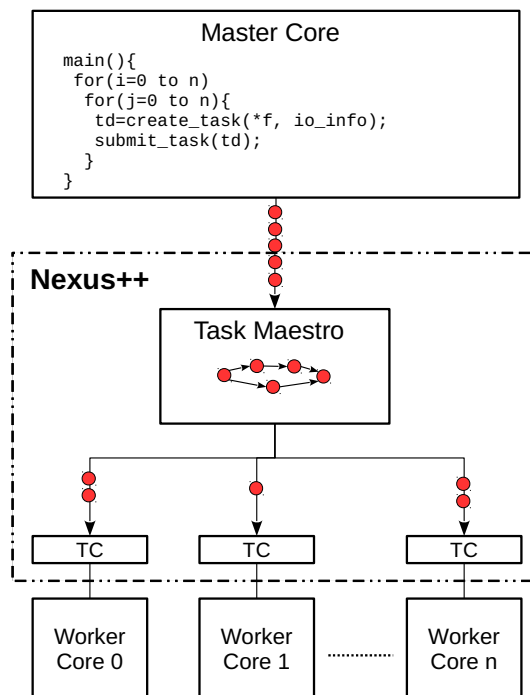 Master Core
main(){
 for(i=0 to n)
  for(j=0 to n){
   td=create_task(*f, io_info);
   submit_task(td);
  }
}
Nexus++
Task Maestro
TC TC TC
Worker Core 0
Worker Core 1
Worker Core n